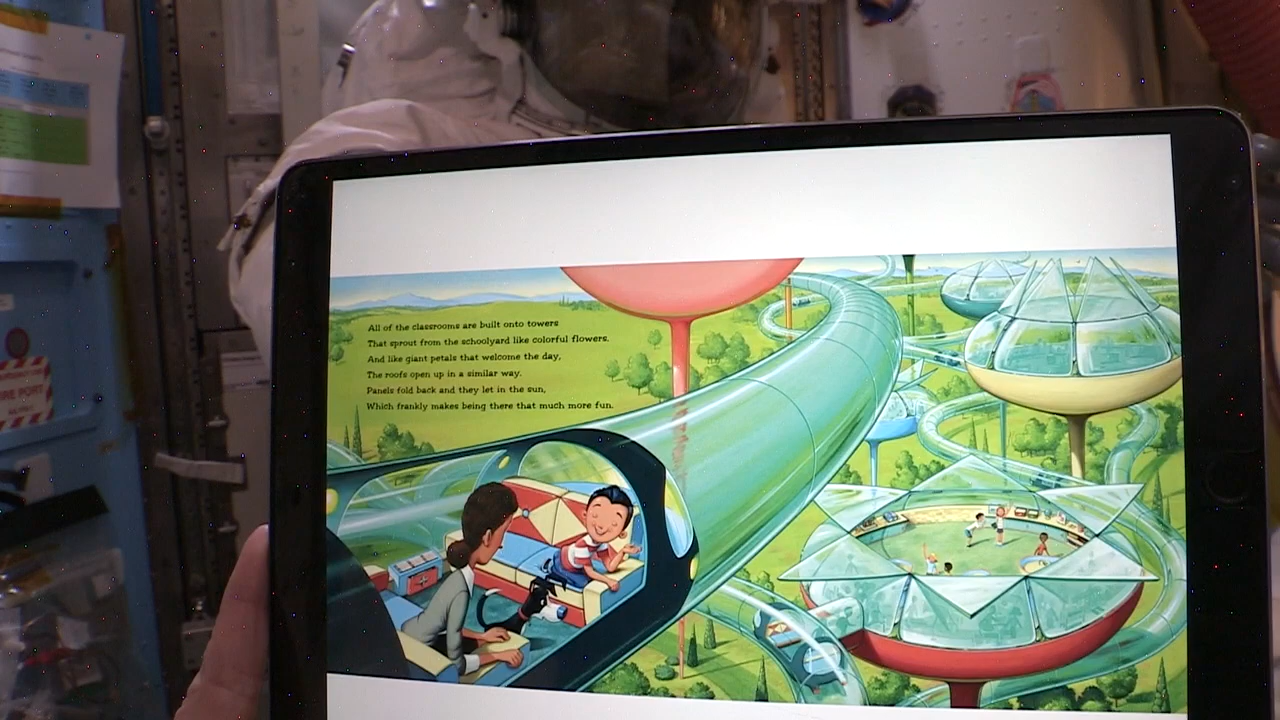 All of the classrooms are built onto towers
That sprout from the schoolyard like colorful flowers.
And like giant petals that welcome the day,
The roofs open up in a similar way.
Panels fold back and they let in the sun,
Which frankly makes being there that much more fun.
PORT